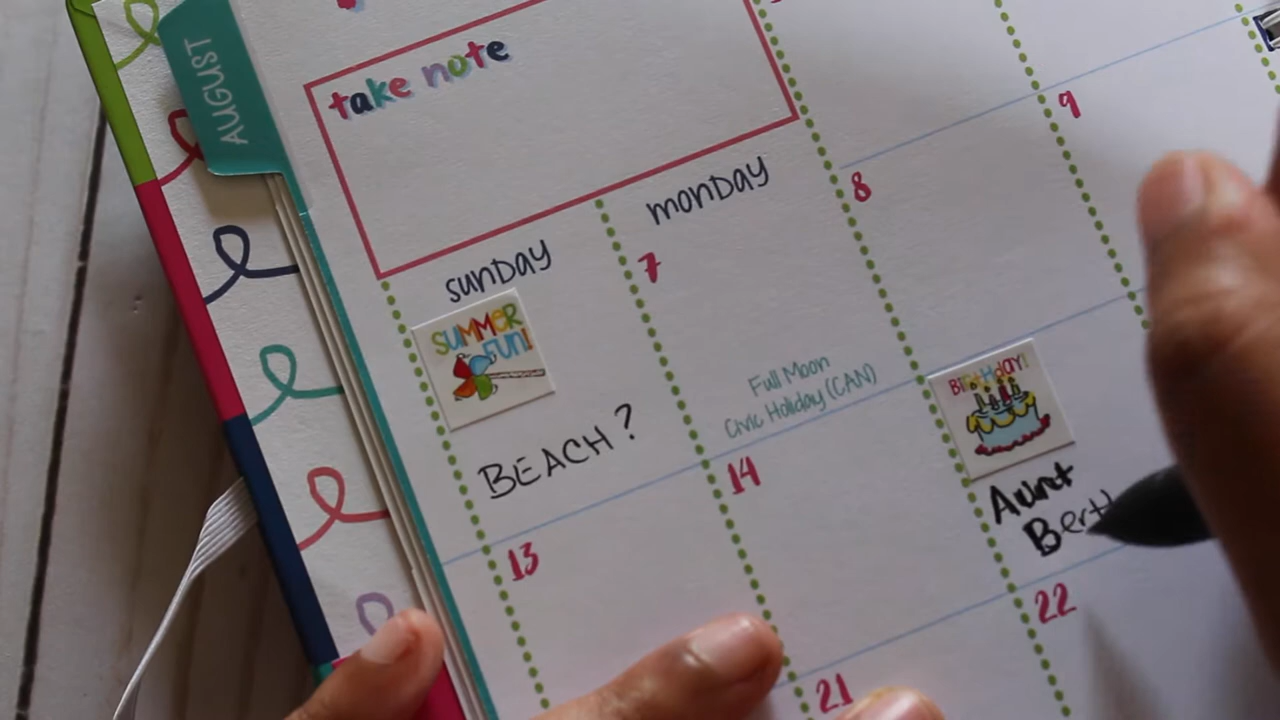 AUGUST
take note
sunday
monday
7
8
9
SUMMER
FUN!
BEACH ?
Full Moon
Civic Holiday (CAN)
BirtHday!
Aunt
Bert
13
14
21
22